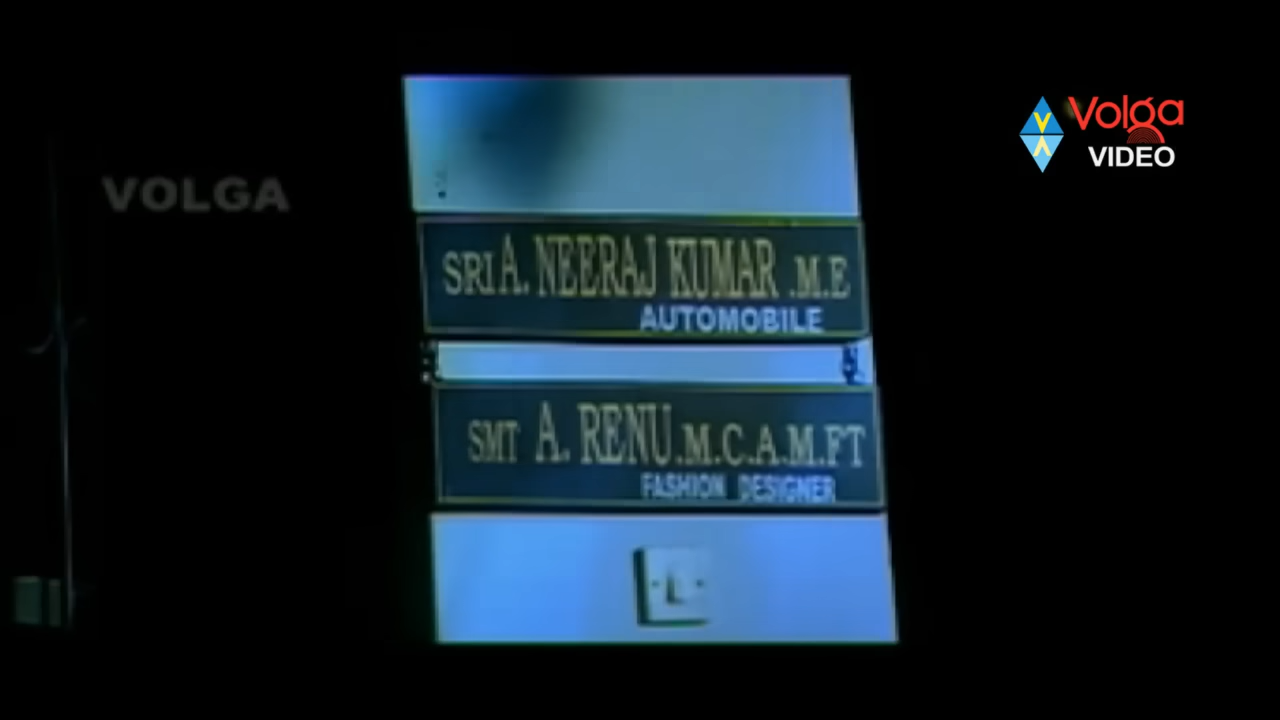 Volga
VIDEO
VOLGA
SRI A. NEERAJ KUMAR .M.E
AUTOMOBILE
SMT A. RENU.M.C.A.M.FT
FASHION DESIGNER